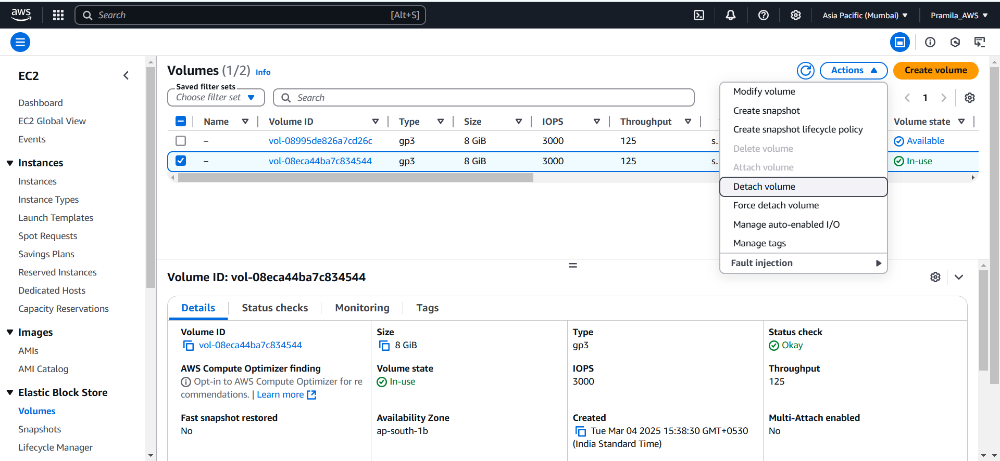 aws Search [Alt+S] Asia Pacific (Mumbai) Pramila_AWS
EC2
Dashboard
EC2 Global View
Events
Instances
Instances
Instance Types
Launch Templates
Spot Requests
Savings Plans
Reserved Instances
Dedicated Hosts
Capacity Reservations
Images
AMIs
AMI Catalog
Elastic Block Store
Volumes
Snapshots
Lifecycle Manager
Volumes (1/2) Info
Actions
Create volume
Saved filter sets
Choose filter set
Search
1
Name Volume ID Type Size IOPS Throughput Volume state
– vol-08995de826a7cd26c gp3 8 GiB 3000 125 s. Available
– vol-08eca44ba7c834544 gp3 8 GiB 3000 125 s. In-use
Modify volume
Create snapshot
Create snapshot lifecycle policy
Delete volume
Attach volume
Detach volume
Force detach volume
Manage auto-enabled I/O
Manage tags
Fault injection
Volume ID: vol-08eca44ba7c834544
Details Status checks Monitoring Tags
Volume ID
vol-08eca44ba7c834544
Size
8 GiB
Type
gp3
Status check
Okay
AWS Compute Optimizer finding
Opt-in to AWS Compute Optimizer for re
commendations. | Learn more
Volume state
In-use
IOPS
3000
Throughput
125
Fast snapshot restored
No
Availability Zone
ap-south-1b
Created
Tue Mar 04 2025 15:38:30 GMT+0530
(India Standard Time)
Multi-Attach enabled
No